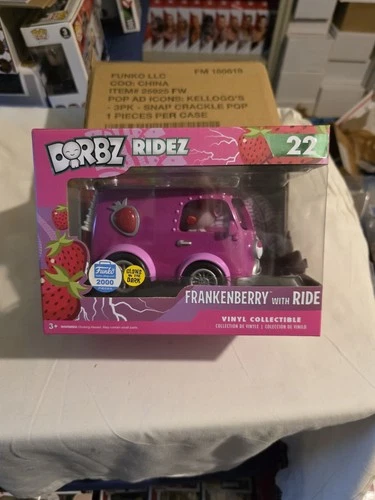 FUNKO LLC FM 150616
COO: CHINA
ITEM# 29825 FW
POP AD ICONS: KELLOGG'S
- 3PK - SNAP CRACKLE POP
1 PIECES PER CASE
DORBZ RIDEZ 22
Funko
2000
GLOWS IN THE DARK
FRANKENBERRY WITH RIDE
3+
VINYL COLLECTIBLE
COLLECTION DE VINYLE | COLECCIÓN DE VINILO